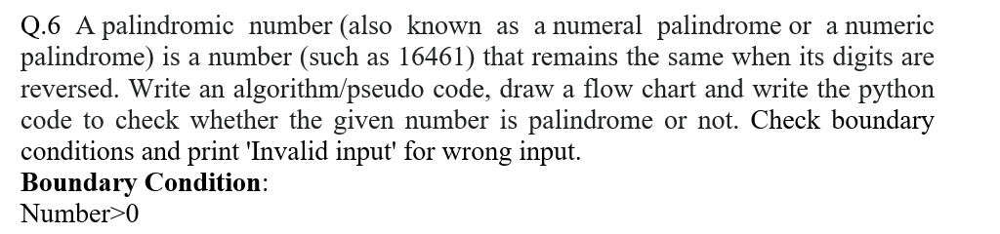 Q.6 A palindromic number (also known as a numeral palindrome or a numeric
palindrome) is a number (such as 16461) that remains the same when its digits are
reversed. Write an algorithm/pseudo code, draw a flow chart and write the python
code to check whether the given number is palindrome or not. Check boundary
conditions and print 'Invalid input' for wrong input.
Boundary Condition:
Number>0